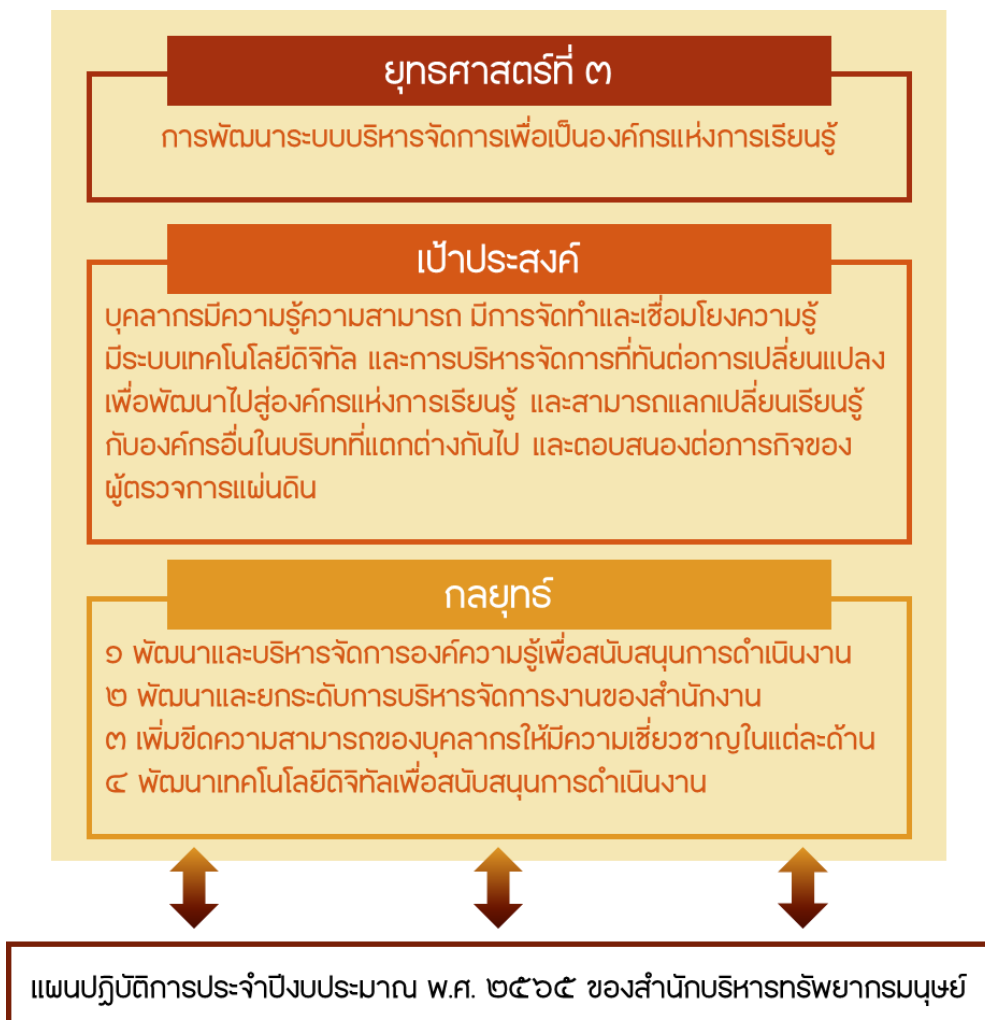 ยุทธศาสตร์ที่ ๓
การพัฒนาระบบบริหารจัดการเพื่อเป็นองค์กรแห่งการเรียนรู้
เป้าประสงค์
บุคลากรมีความรู้ความสามารถ มีการจัดทำและเชื่อมโยงความรู้
มีระบบเทคโนโลยีดิจิทัล และการบริหารจัดการที่ทันต่อการเปลี่ยนแปลง
เพื่อพัฒนาไปสู่องค์กรแห่งการเรียนรู้ และสามารถแลกเปลี่ยนเรียนรู้
กับองค์กรอื่นในบริบทที่แตกต่างกันไป และตอบสนองต่อภารกิจของ
ผู้ตรวจการแผ่นดิน
กลยุทธ์
๑ พัฒนาและบริหารจัดการองค์ความรู้เพื่อสนับสนุนการดำเนินงาน
๒ พัฒนาและยกระดับการบริหารจัดการงานของสำนักงาน
๓ เพิ่มขีดความสามารถของบุคลากรให้มีความเชี่ยวชาญในแต่ละด้าน
๔ พัฒนาเทคโนโลยีดิจิทัลเพื่อสนับสนุนการดำเนินงาน
แผนปฏิบัติการประจำปีงบประมาณ พ.ศ. ๒๕๖๕ ของสำนักบริหารทรัพยากรมนุษย์